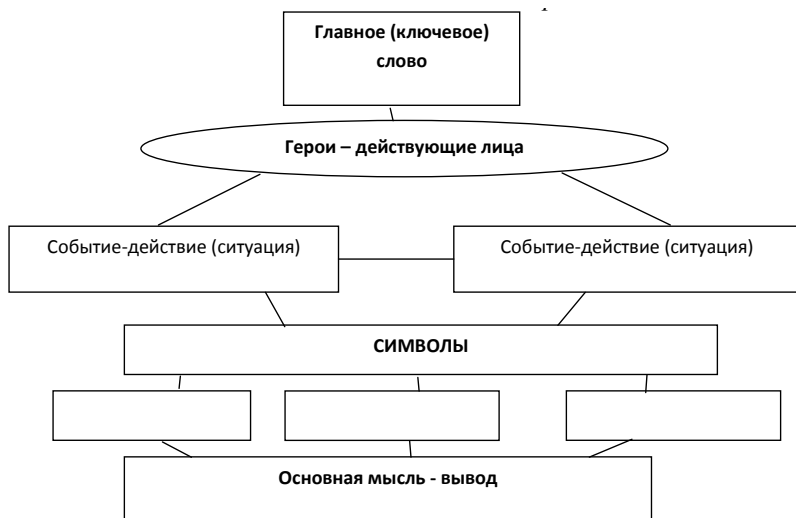 Главное (ключевое)
слово
Герои – действующие лица
Событие-действие (ситуация)
Событие-действие (ситуация)
СИМВОЛЫ
Основная мысль - вывод